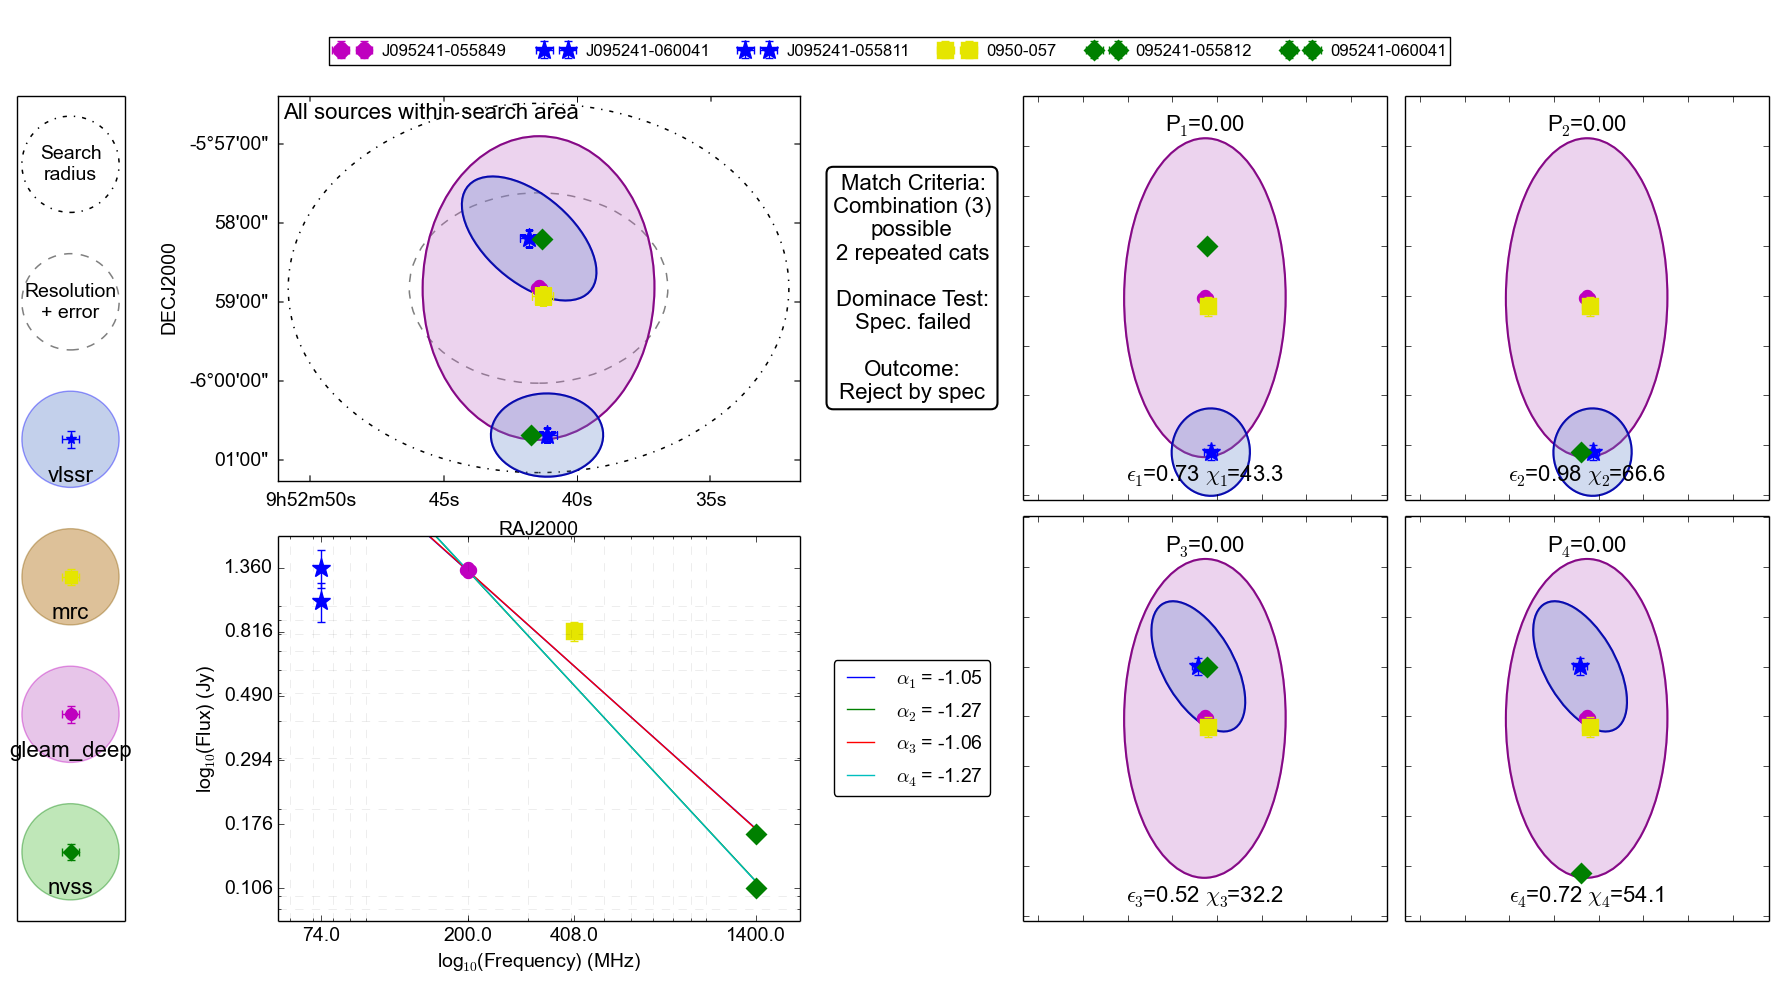 J095241-055849 J095241-060041 J095241-055811 0950-057 095241-055812 095241-060041
Search
radius
Resolution
+ error
vlssr
mrc
gleam_deep
nvss
All sources within search area
DECJ2000
-5°57'00"
58'00"
59'00"
-6°00'00"
01'00"
9h52m50s 45s 40s 35s
RAJ2000
Match Criteria:
Combination (3)
possible
2 repeated cats
Dominace Test:
Spec. failed
Outcome:
Reject by spec
P1=0.00
ϵ1=0.73 χ1=43.3
P2=0.00
ϵ2=0.98 χ2=66.6
log10(Flux) (Jy)
1.360
0.816
0.490
0.294
0.176
0.106
74.0 200.0 408.0 1400.0
log10(Frequency) (MHz)
α1 = -1.05
α2 = -1.27
α3 = -1.06
α4 = -1.27
P3=0.00
ϵ3=0.52 χ3=32.2
P4=0.00
ϵ4=0.72 χ4=54.1